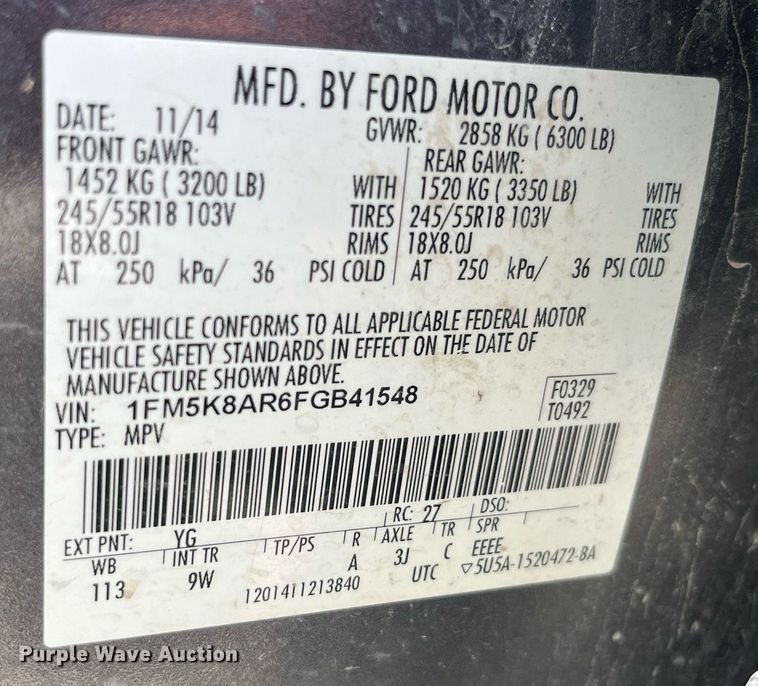 MFD. BY FORD MOTOR CO.
DATE: 11/14 GVWR: 2858 KG ( 6300 LB)
FRONT GAWR: REAR GAWR:
1452 KG ( 3200 LB) WITH 1520 KG ( 3350 LB) WITH
245/55R18 103V TIRES 245/55R18 103V TIRES
18X8.0J RIMS 18X8.0J RIMS
AT 250 kPa/ 36 PSI COLD AT 250 kPa/ 36 PSI COLD
THIS VEHICLE CONFORMS TO ALL APPLICABLE FEDERAL MOTOR
VEHICLE SAFETY STANDARDS IN EFFECT ON THE DATE OF
MANUFACTURE SHOWN ABOVE.
VIN: 1FM5K8AR6FGB41548 F0329
TYPE: MPV T0492
EXT PNT: YG RC: 27 DSO:
WB INT TR TP/PS R AXLE TR SPR
113 9W A 3J C EEEE
1201411213840 UTC ▽5U5A-1520472-BA
Purple Wave Auction